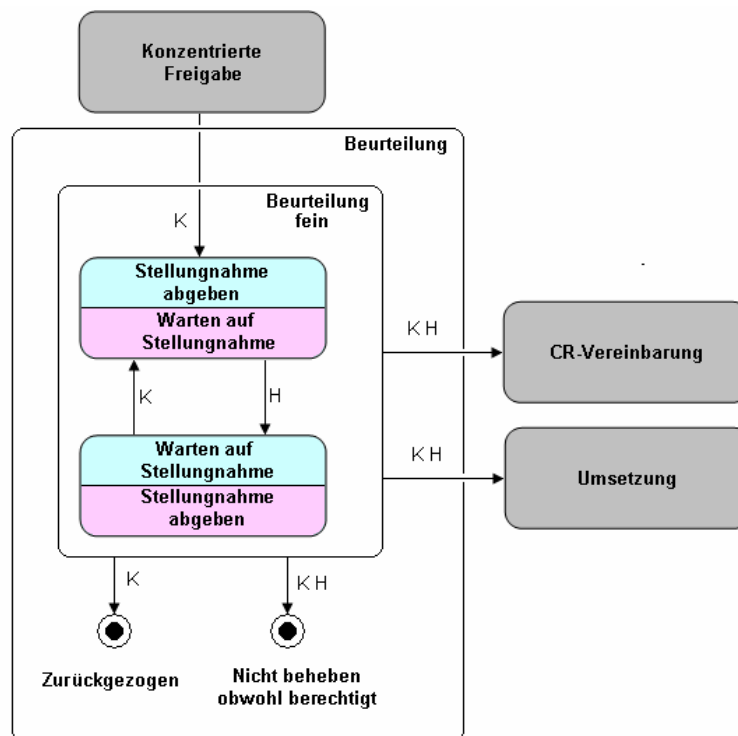 Konzentrierte
Freigabe
Beurteilung
Beurteilung
fein
K
Stellungnahme
abgeben
Warten auf
Stellungnahme
K H
CR-Vereinbarung
K
H
Warten auf
Stellungnahme
Stellungnahme
abgeben
K H
Umsetzung
K
K H
Zurückgezogen
Nicht beheben
obwohl berechtigt